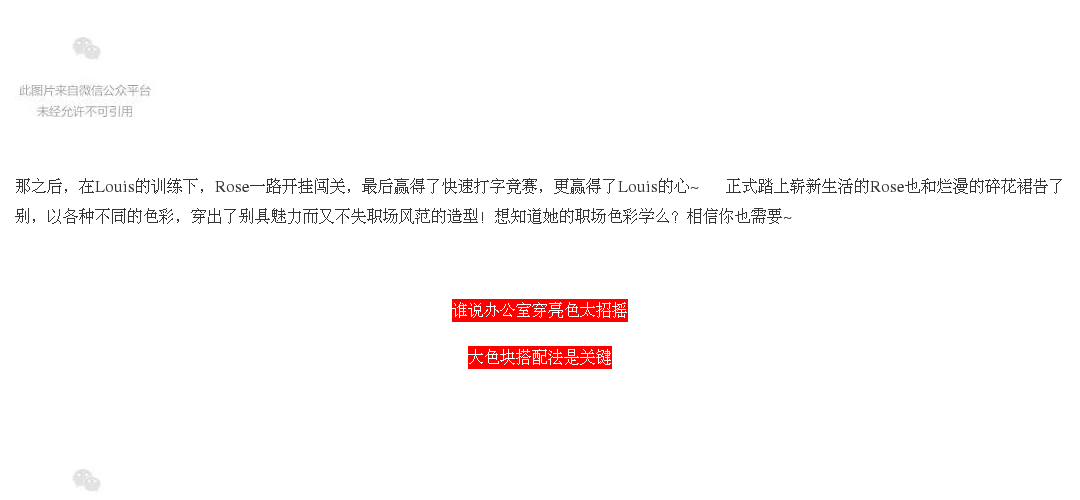 此图片来自微信公众平台
未经允许不可引用
那之后，在Louis的训练下，Rose一路开挂闯关，最后赢得了快速打字竞赛，更赢得了Louis的心~ 正式踏上崭新生活的Rose也和烂漫的碎花裙告了
别，以各种不同的色彩，穿出了别具魅力而又不失职场风范的造型！想知道她的职场色彩学么？相信你也需要~
谁说办公室穿亮色太招摇
大色块搭配法是关键